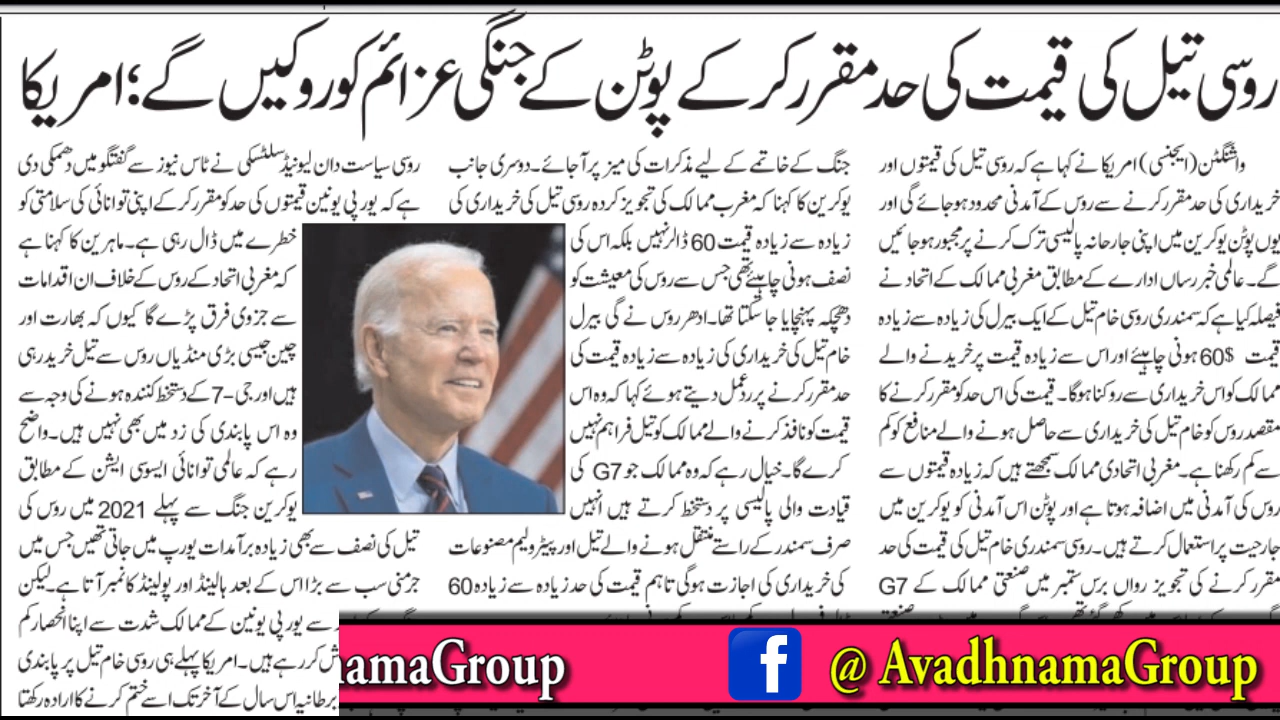 روسی تیل کی قیمت کی حد مقرر کر کے پوٹن کے جنگی عزائم کو روکیں گے؛ امریکا
واشنگٹن (ایجنسی) امریکا نے کہا ہے کہ روسی تیل کی قیمتوں اور
خریداری کی حد مقرر کرنے سے روس کے آمدنی محدود ہوجائے گی اور
یوں پوٹن یوکرین میں اپنی جارحانہ پالیسی ترک کرنے پر مجبور ہوجائیں
گے۔ عالمی خبر رساں ادارے کے مطابق مغربی ممالک کے اتحاد نے
فیصلہ کیا ہے کہ سمندری روسی خام تیل کے ایک بیرل کی زیادہ سے زیادہ
قیمت $60 ہونی چاہیئے اور اس سے زیادہ قیمت پر خریدنے والے
ممالک کو اس خریداری سے روکنا ہوگا۔ قیمت کی اس حد کو مقرر کرنے کا
مقصد روس کو خام تیل کی خریداری سے حاصل ہونے والے منافع کو کم
سے کم رکھنا ہے۔ مغربی اتحادی ممالک سمجھتے ہیں کہ زیادہ قیمتوں سے
روس کی آمدنی میں اضافہ ہوتا ہے اور پوٹن اس آمدنی کو یوکرین میں
جارحیت پر استعمال کرتے ہیں۔ روسی سمندری خام تیل کی قیمت کی حد
مقرر کرنے کی تجویز رواں برس ستمبر میں صنعتی ممالک کے G7
جنگ کے خاتمے کے لیے مذکرات کی میز پر آجائے۔ دوسری جانب
یوکرین کا کہنا کہ مغرب ممالک کی تجویز کردہ روسی تیل کی خریداری کی
زیادہ سے زیادہ قیمت 60 ڈالر نہیں بلکہ اس کی
نصف ہونی چاہیئے تھی جس سے روس کی معیشت کو
دھچکہ پہنچایا جا سکتا تھا۔ ادھر روس نے گی بیرل
خام تیل کی خریداری کی زیادہ سے زیادہ قیمت کی
حد مقرر کرنے پر ردعمل دیتے ہوئے کہا کہ وہ اس
قیمت کو نافذ کرنے والے ممالک کو تیل فراہم نہیں
کرے گا۔ خیال رہے کہ وہ ممالک جو G7 کی
قیادت والی پالیسی پر دستخط کرتے ہیں انہیں
صرف سمندر کے راستے منتقل ہونے والے تیل اور پیٹرولیم مصنوعات
کی خریداری کی اجازت ہوگی تاہم قیمت کی حد زیادہ سے زیادہ 60
روسی سیاست دان لیونیڈ سلٹسکی نے ٹاس نیوز سے گفتگو میں دھمکی دی
ہے کہ یورپی یونین قیمتوں کی حد کو مقرر کر کے اپنی توانائی کی سلامتی کو
خطرے میں ڈال رہی ہے۔ ماہرین کا کہنا ہے
کہ مغربی اتحاد کے روس کے خلاف ان اقدامات
سے جزوی فرق پڑے گا کیوں کہ بھارت اور
چین جیسی بڑی منڈیاں روس سے تیل خرید رہی
ہیں اور جی-7 کے دستخط کنندہ ہونے کی وجہ سے
وہ اس پابندی کی زد میں بھی نہیں ہیں۔ واضح
رہے کہ عالمی توانائی ایسوسی ایشن کے مطابق
یوکرین جنگ سے پہلے 2021 میں روس کی
تیل کی نصف سے بھی زیادہ برآمدات یورپ میں جاتی تھیں جس میں
جرمنی سب سے بڑا اس کے بعد ہالینڈ اور پولینڈ کا نمبر آتا ہے۔ لیکن
سے یورپی یونین کے ممالک شدت سے اپنا انحصار کم
کر رہے ہیں۔ امریکا پہلے ہی روسی خام تیل پر پابندی
برطانیہ اس سال کے آخر تک اسے ختم کرنے کا ارادہ رکھتا
namaGroup
f @ AvadhnamaGroup